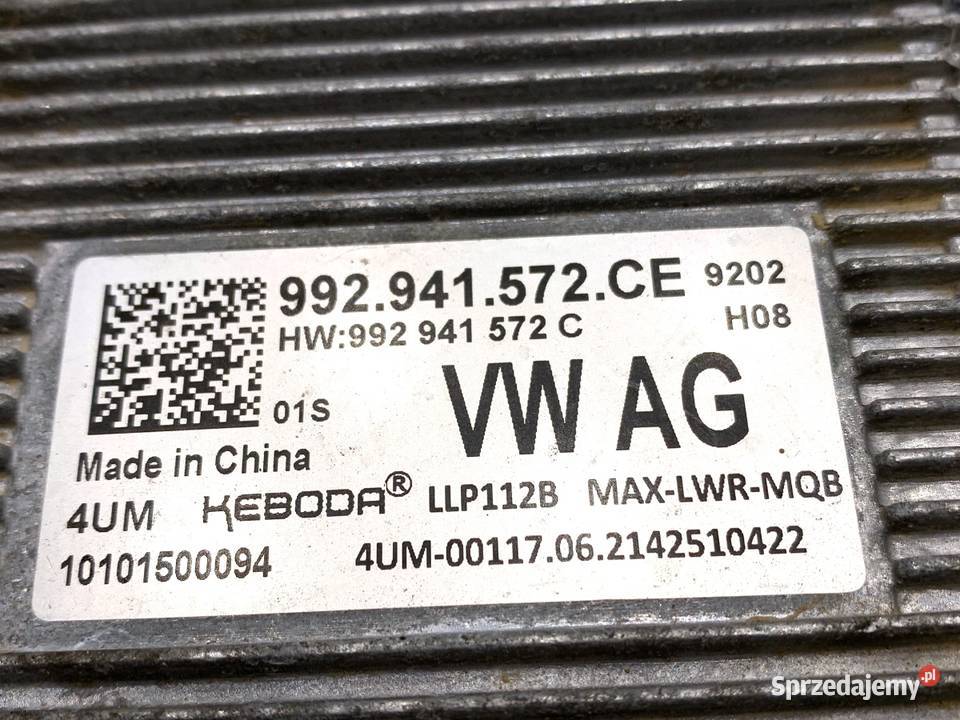 992.941.572.CE 9202
HW:992 941 572 C H08
01S VW AG
Made in China
4UM KEBODA® LLP112B MAX-LWR-MQB
10101500094 4UM-00117.06.2142510422
Sprzedajemy.pl